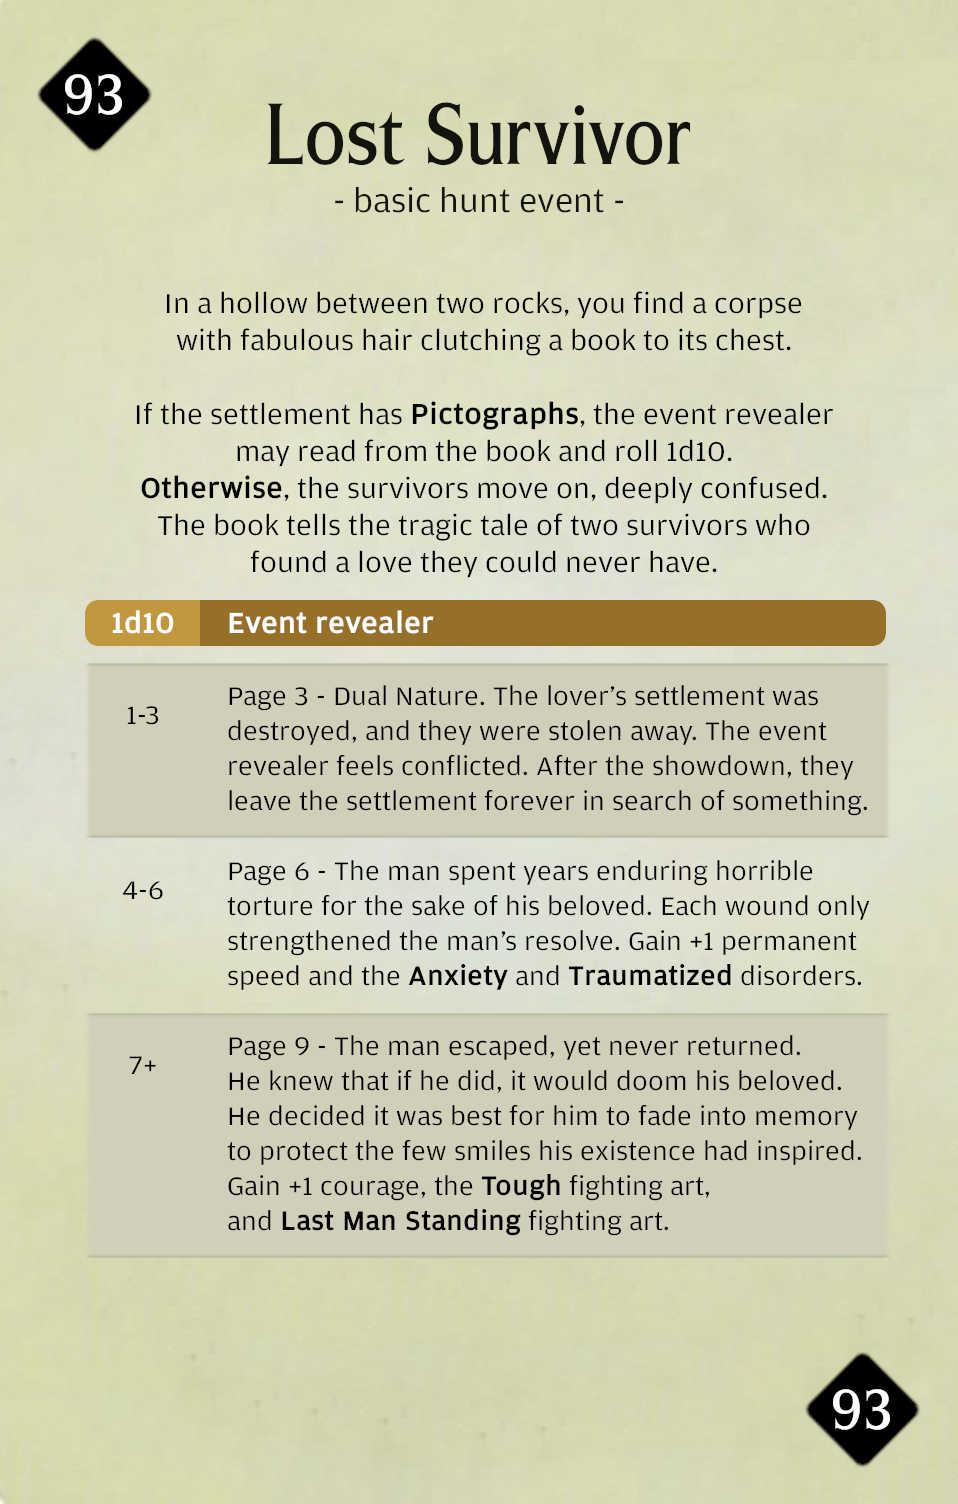 93
Lost Survivor
- basic hunt event -
In a hollow between two rocks, you find a corpse
with fabulous hair clutching a book to its chest.
If the settlement has Pictographs, the event revealer
may read from the book and roll 1d10.
Otherwise, the survivors move on, deeply confused.
The book tells the tragic tale of two survivors who
found a love they could never have.
1d10 Event revealer
1-3
Page 3 - Dual Nature. The lover's settlement was
destroyed, and they were stolen away. The event
revealer feels conflicted. After the showdown, they
leave the settlement forever in search of something.
4-6
Page 6 - The man spent years enduring horrible
torture for the sake of his beloved. Each wound only
strengthened the man's resolve. Gain +1 permanent
speed and the Anxiety and Traumatized disorders.
7+
Page 9 - The man escaped, yet never returned.
He knew that if he did, it would doom his beloved.
He decided it was best for him to fade into memory
to protect the few smiles his existence had inspired.
Gain +1 courage, the Tough fighting art,
and Last Man Standing fighting art.
93